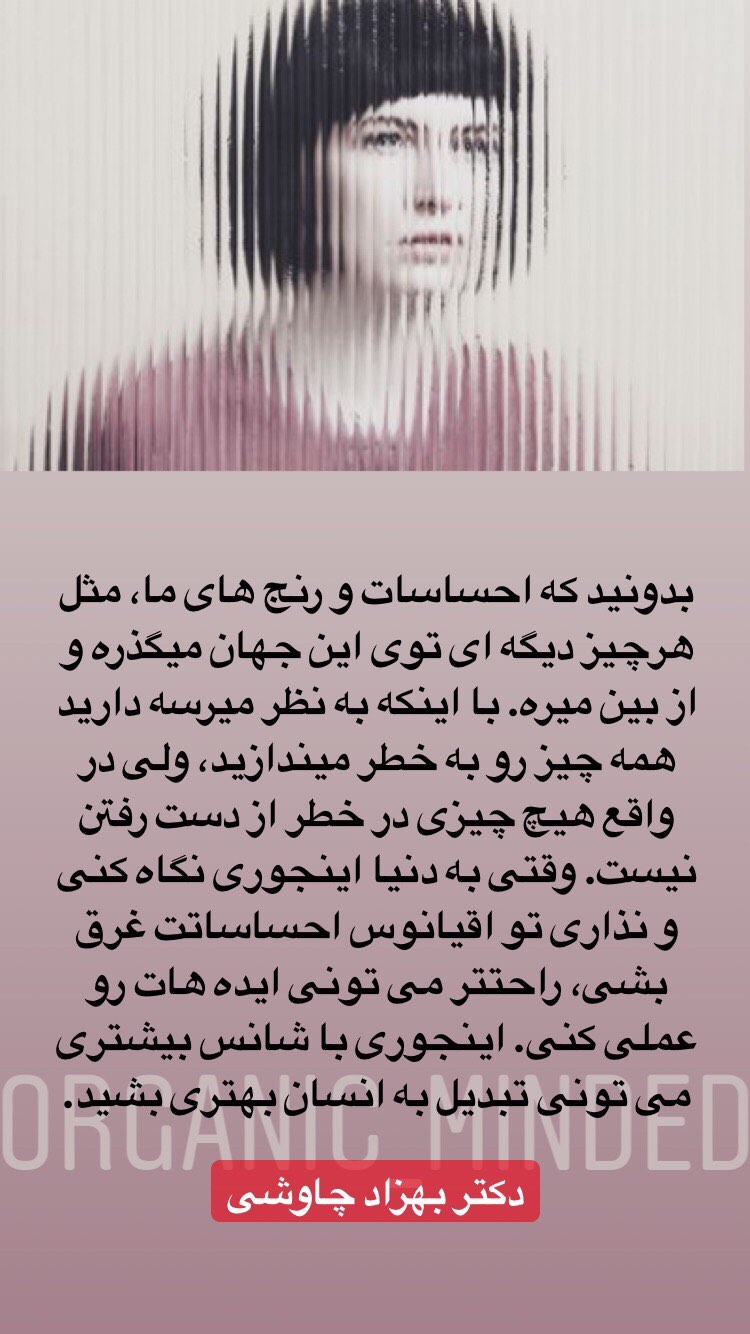 بدونید که احساسات و رنج های ما، مثل
هرچیز دیگه ای توی این جهان میگذره و
از بین میره. با اینکه به نظر میرسه دارید
همه چیز رو به خطر میندازید، ولی در
واقع هیچ چیزی در خطر از دست رفتن
نیست. وقتی به دنیا اینجوری نگاه کنی
و نذاری تو اقیانوس احساساتت غرق
بشی، راحتتر می تونی ایده هات رو
عملی کنی. اینجوری با شانس بیشتری
می تونی تبدیل به انسان بهتری بشید.
ORGANIC_MINDED
دکتر بهزاد چاوشی